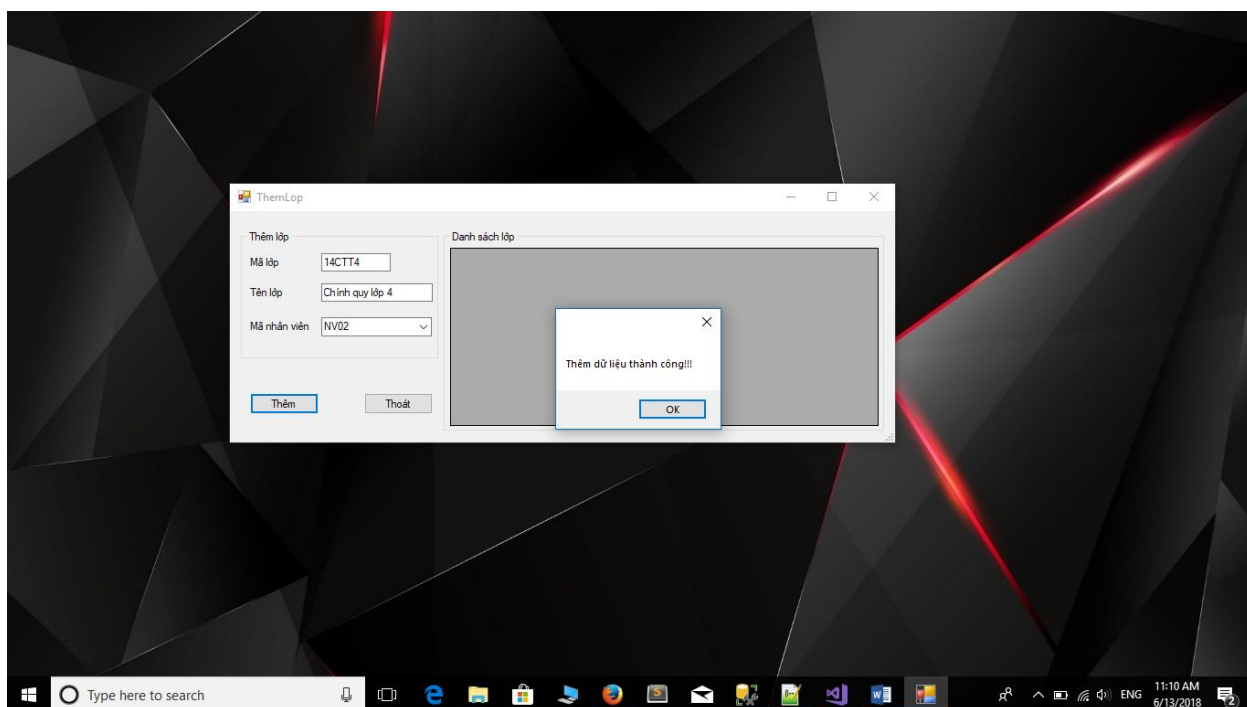 ThemLop
Thêm lớp
Danh sách lớp
Mã lớp
14CTT4
Tên lớp
Chính quy lớp 4
Mã nhân viên
NV02
Thêm dữ liệu thành công!!!
OK
Thêm
Thoát
Type here to search
ENG
11:10 AM
6/13/2018
2